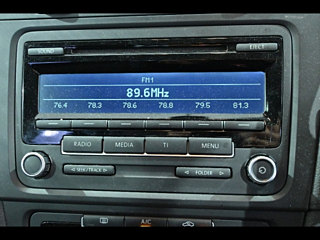 SOUND
EJECT
FM1
89.6MHz
76.4 78.3 78.6 78.8 79.5 81.3
RADIO MEDIA TI MENU
SEEK/TRACK
FOLDER
A/C